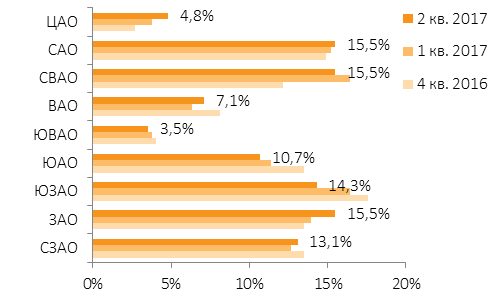 ЦАО 4,8% 2 кв. 2017
САО 15,5% 1 кв. 2017
СВАО 15,5% 4 кв. 2016
ВАО 7,1%
ЮВАО 3,5%
ЮАО 10,7%
ЮЗАО 14,3%
ЗАО 15,5%
СЗАО 13,1%
0% 5% 10% 15% 20%